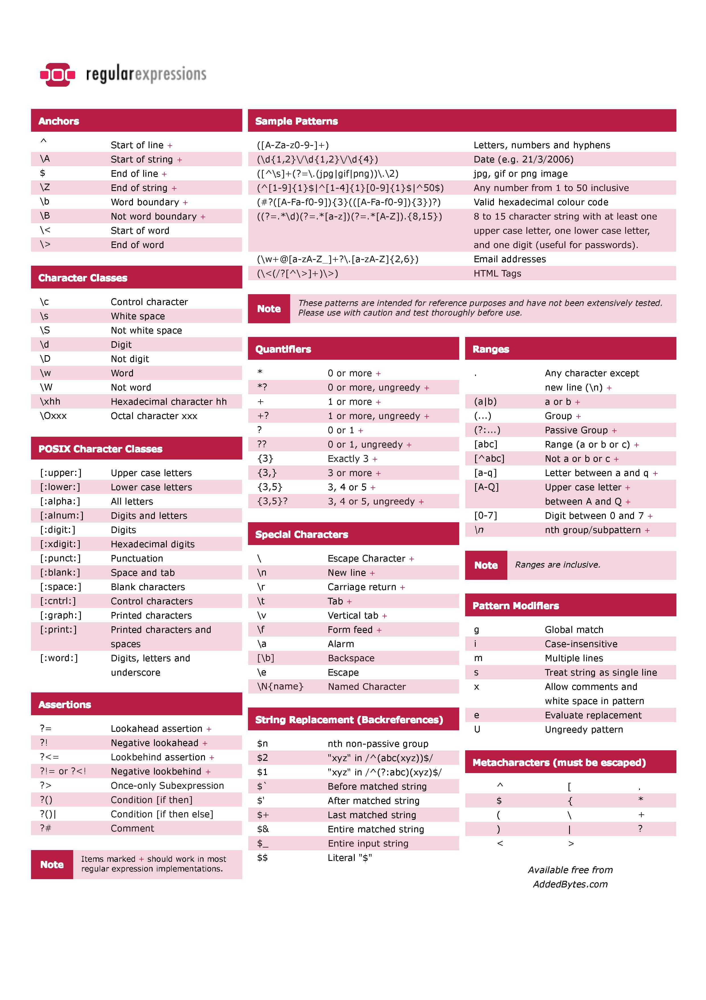 regularexpressions
Anchors
^ Start of line +
\A Start of string +
$ End of line +
\Z End of string +
\b Word boundary +
\B Not word boundary +
\< Start of word
\> End of word
Character Classes
\c Control character
\s White space
\S Not white space
\d Digit
\D Not digit
\w Word
\W Not word
\xhh Hexadecimal character hh
\Oxxx Octal character xxx
POSIX Character Classes
[:upper:] Upper case letters
[:lower:] Lower case letters
[:alpha:] All letters
[:alnum:] Digits and letters
[:digit:] Digits
[:xdigit:] Hexadecimal digits
[:punct:] Punctuation
[:blank:] Space and tab
[:space:] Blank characters
[:cntrl:] Control characters
[:graph:] Printed characters
[:print:] Printed characters and
spaces
[:word:] Digits, letters and
underscore
Assertions
?= Lookahead assertion +
?! Negative lookahead +
?<= Lookbehind assertion +
?!= or ?<! Negative lookbehind +
?> Once-only Subexpression
?() Condition [if then]
?()| Condition [if then else]
?# Comment
Note
Items marked + should work in most
regular expression implementations.
Sample Patterns
([A-Za-z0-9-]+) Letters, numbers and hyphens
(\d{1,2}\/\d{1,2}\/\d{4}) Date (e.g. 21/3/2006)
([^\s]+(?=\.(jpg|gif|png))\.\2) jpg, gif or png image
(^[1-9]{1}$|^[1-4]{1}[0-9]{1}$|^50$) Any number from 1 to 50 inclusive
(#?([A-Fa-f0-9]){3}(([A-Fa-f0-9]){3})?) Valid hexadecimal colour code
((?=.*\d)(?=.*[a-z])(?=.*[A-Z]).{8,15}) 8 to 15 character string with at least one
upper case letter, one lower case letter,
and one digit (useful for passwords).
(\w+@[a-zA-Z_]+?\.[a-zA-Z]{2,6}) Email addresses
(\<(/?[^\>]+)\>) HTML Tags
Note
These patterns are intended for reference purposes and have not been extensively tested.
Please use with caution and test thoroughly before use.
Quantifiers
* 0 or more +
*? 0 or more, ungreedy +
+ 1 or more +
+? 1 or more, ungreedy +
? 0 or 1 +
?? 0 or 1, ungreedy +
{3} Exactly 3 +
{3,} 3 or more +
{3,5} 3, 4 or 5 +
{3,5}? 3, 4 or 5, ungreedy +
Special Characters
\ Escape Character +
\n New line +
\r Carriage return +
\t Tab +
\v Vertical tab +
\f Form feed +
\a Alarm
[\b] Backspace
\e Escape
\N{name} Named Character
String Replacement (Backreferences)
$n nth non-passive group
$2 "xyz" in /^(abc(xyz))$/
$1 "xyz" in /^(?:abc)(xyz)$/
$` Before matched string
$' After matched string
$+ Last matched string
$& Entire matched string
$_ Entire input string
$$ Literal "$"
Ranges
. Any character except
new line (\n) +
(a|b) a or b +
(...) Group +
(?:...) Passive Group +
[abc] Range (a or b or c) +
[^abc] Not a or b or c +
[a-q] Letter between a and q +
[A-Q] Upper case letter +
between A and Q +
[0-7] Digit between 0 and 7 +
\n nth group/subpattern +
Note
Ranges are inclusive.
Pattern Modifiers
g Global match
i Case-insensitive
m Multiple lines
s Treat string as single line
x Allow comments and
white space in pattern
e Evaluate replacement
U Ungreedy pattern
Metacharacters (must be escaped)
^ [ .
$ { *
( \ +
) | ?
< >
Available free from
AddedBytes.com